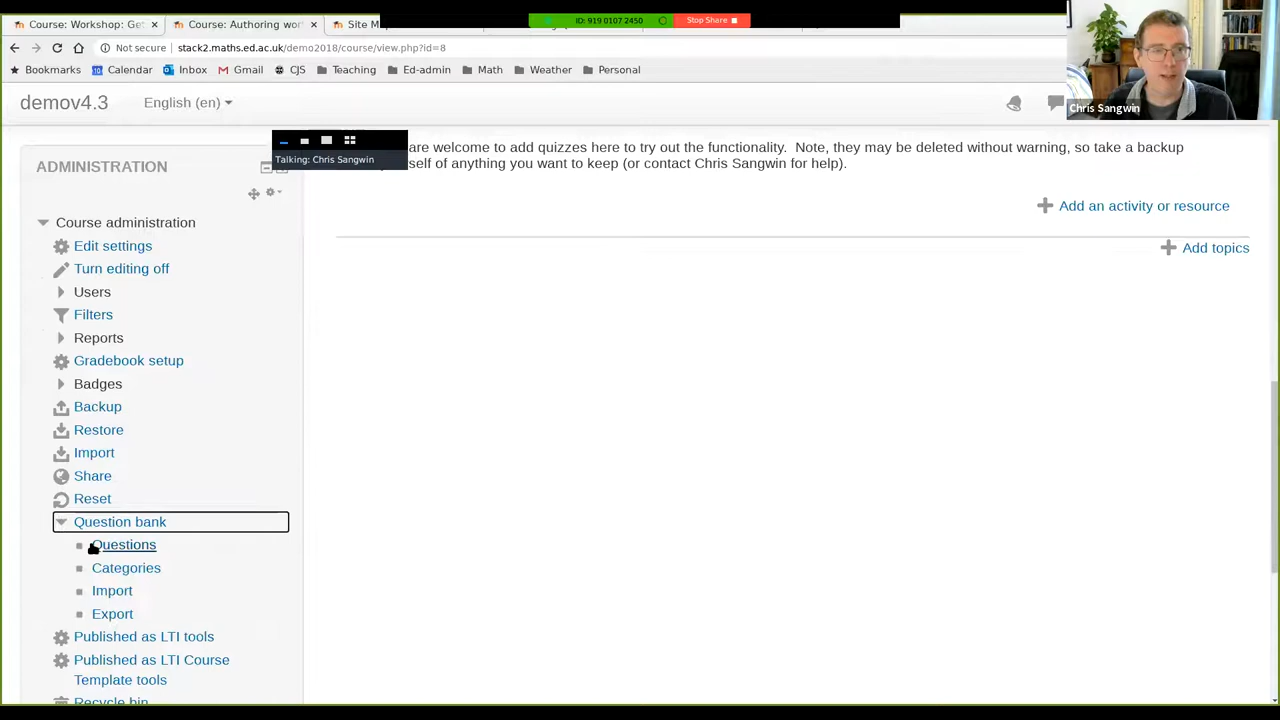 Course: Workshop: Get
Course: Authoring wor
Site M
ID: 919 0107 2450
Stop Share
Not secure
stack2.maths.ed.ac.uk/demo2018/course/view.php?id=8
Bookmarks
Calendar
Inbox
Gmail
CJS
Teaching
Ed-admin
Math
Weather
Personal
Chris Sangwin
demov4.3
English (en)
Talking: Chris Sangwin
are welcome to add quizzes here to try out the functionality. Note, they may be deleted without warning, so take a backup
self of anything you want to keep (or contact Chris Sangwin for help).
Add an activity or resource
Add topics
ADMINISTRATION
Course administration
Edit settings
Turn editing off
Users
Filters
Reports
Gradebook setup
Badges
Backup
Restore
Import
Share
Reset
Question bank
Questions
Categories
Import
Export
Published as LTI tools
Published as LTI Course
Template tools
Recycle bin